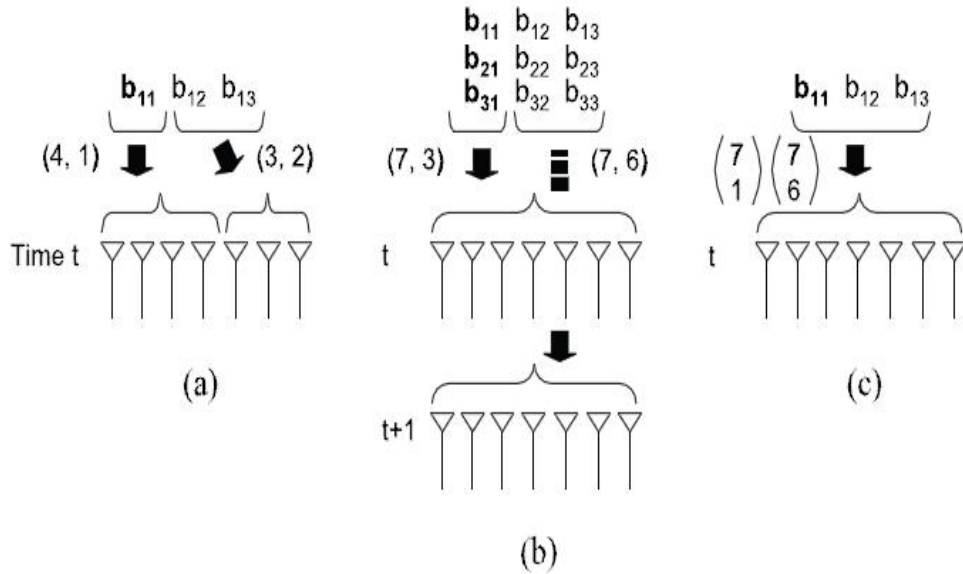 b11 b12 b13
(4, 1) (3, 2)
Time t
(a)
b11 b12 b13
b21 b22 b23
b31 b32 b33
(7, 3) (7, 6)
t
t+1
(b)
b11 b12 b13
(7 (7
1) 6)
t
(c)